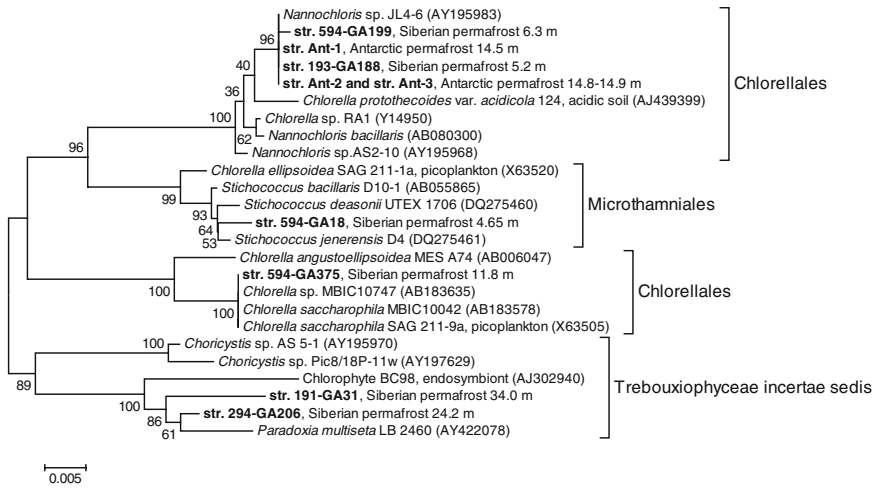 Nannochloris sp. JL4-6 (AY195983)
str. 594-GA199, Siberian permafrost 6.3 m
96
str. Ant-1, Antarctic permafrost 14.5 m
str. 193-GA188, Siberian permafrost 5.2 m
40
str. Ant-2 and str. Ant-3, Antarctic permafrost 14.8-14.9 m
Chlorellales
36
Chlorella protothecoides var. acidicola 124, acidic soil (AJ439399)
100
Chlorella sp. RA1 (Y14950)
62
Nannochloris bacillaris (AB080300)
96
Nannochloris sp.AS2-10 (AY195968)
Chlorella ellipsoidea SAG 211-1a, picoplankton (X63520)
99
Stichococcus bacillaris D10-1 (AB055865)
93
Stichococcus deasonii UTEX 1706 (DQ275460)
Microthamniales
64
str. 594-GA18, Siberian permafrost 4.65 m
53
Stichococcus jenerensis D4 (DQ275461)
Chlorella angustoellipsoidea MES A74 (AB006047)
str. 594-GA375, Siberian permafrost 11.8 m
100
Chlorella sp. MBIC10747 (AB183635)
Chlorellales
100
Chlorella saccharophila MBIC10042 (AB183578)
Chlorella saccharophila SAG 211-9a, picoplankton (X63505)
100
Choricystis sp. AS 5-1 (AY195970)
Choricystis sp. Pic8/18P-11w (AY197629)
89
Chlorophyte BC98, endosymbiont (AJ302940)
Trebouxiophyceae incertae sedis
100
str. 191-GA31, Siberian permafrost 34.0 m
86
str. 294-GA206, Siberian permafrost 24.2 m
61
Paradoxia multiseta LB 2460 (AY422078)
0.005